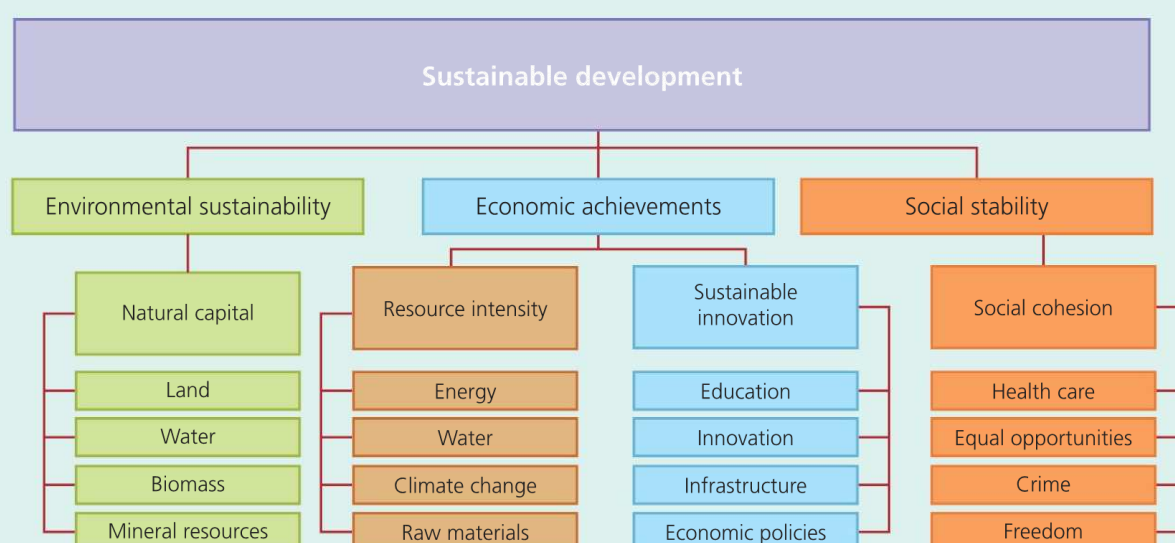 Sustainable development
Environmental sustainability
Economic achievements
Social stability
Natural capital
Resource intensity
Sustainable
innovation
Social cohesion
Land
Energy
Education
Health care
Water
Water
Innovation
Equal opportunities
Biomass
Climate change
Infrastructure
Crime
Mineral resources
Raw materials
Economic policies
Freedom